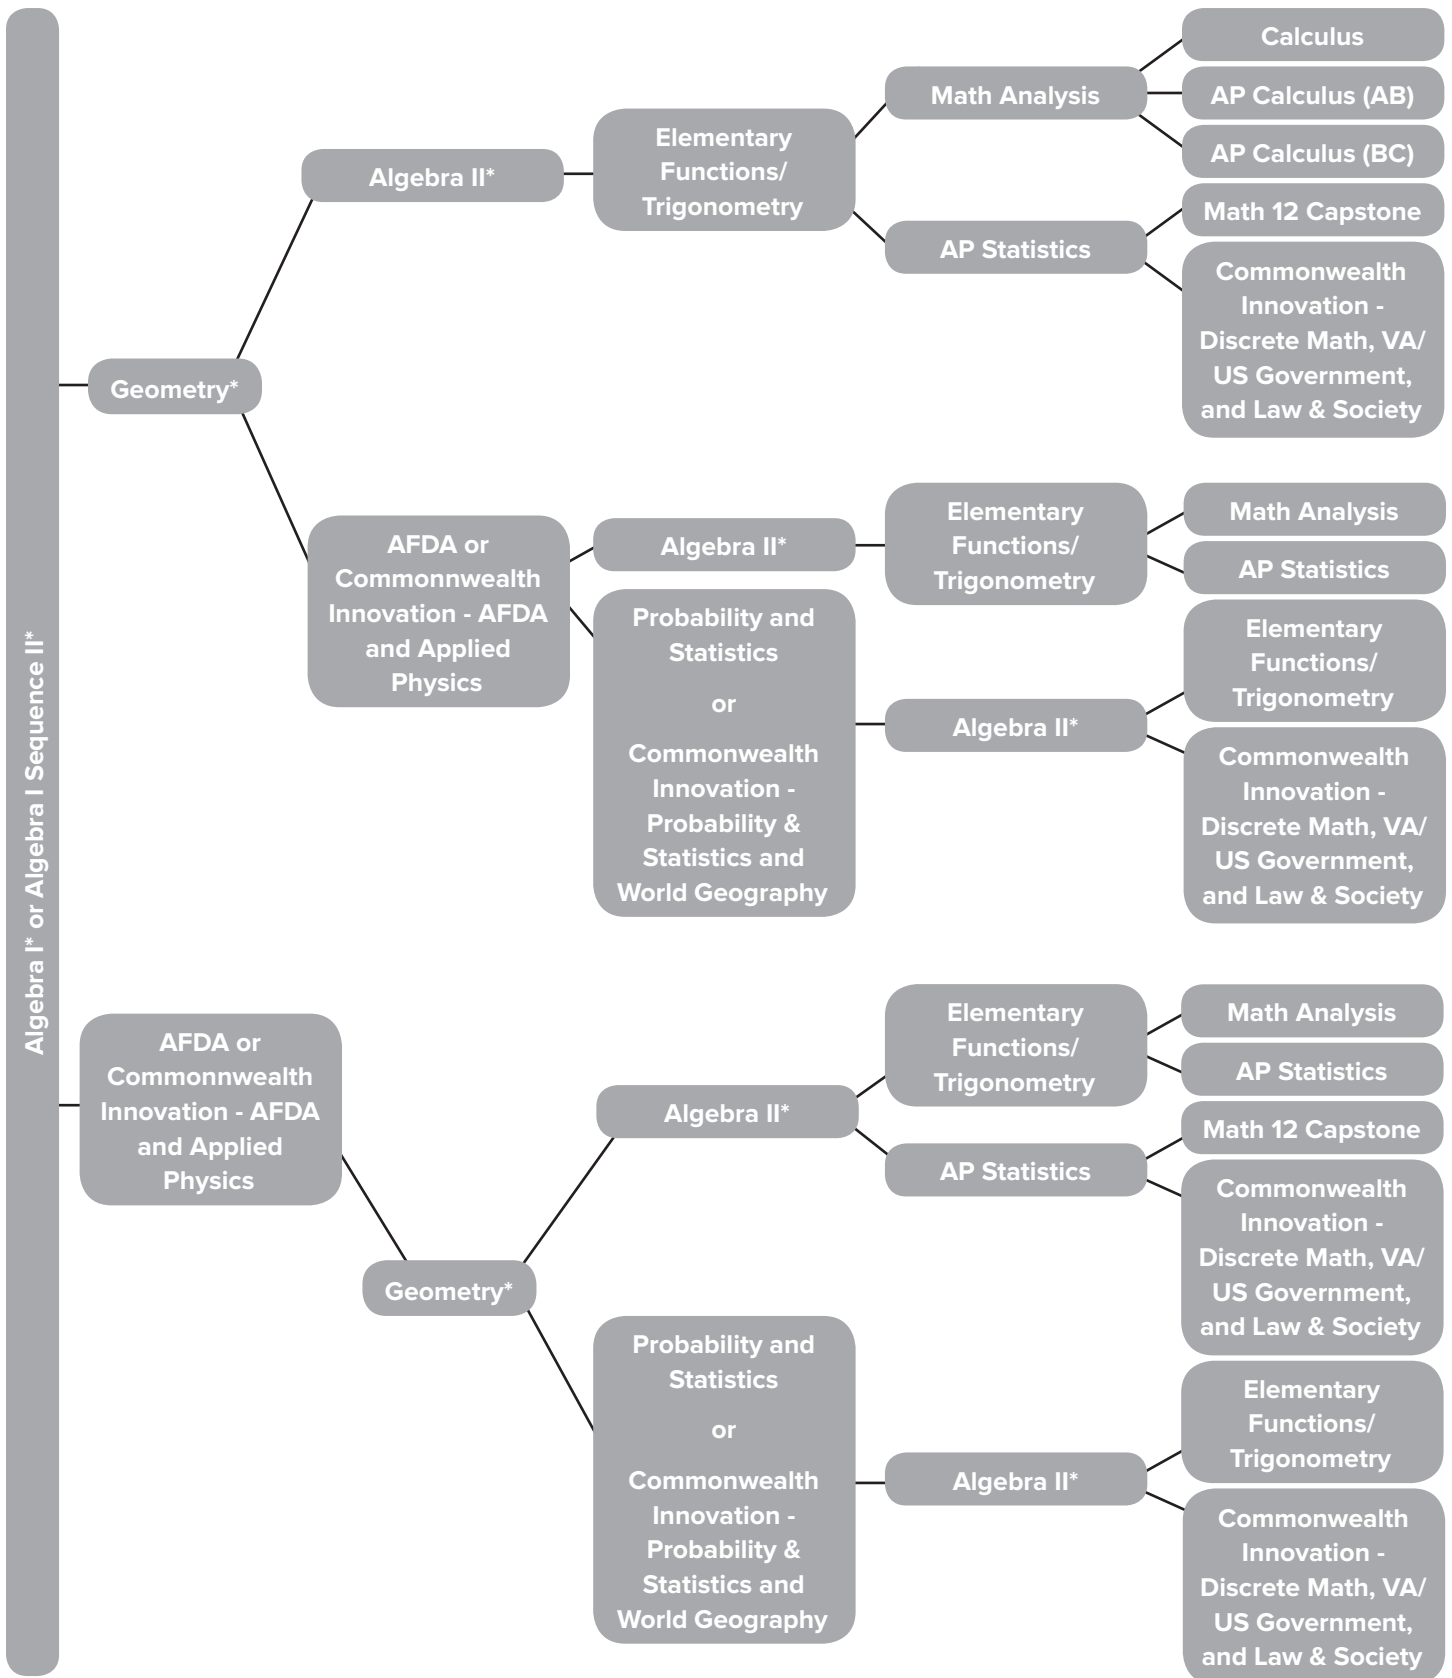 Algebra I* or Algebra I Sequence II*
Geometry*
Algebra II*
Elementary
Functions/
Trigonometry
Math Analysis
Calculus
AP Calculus (AB)
AP Calculus (BC)
AP Statistics
Math 12 Capstone
Commonwealth
Innovation -
Discrete Math, VA/
US Government,
and Law & Society
AFDA or
Commonnwealth
Innovation - AFDA
and Applied
Physics
Algebra II*
Elementary
Functions/
Trigonometry
Math Analysis
AP Statistics
Probability and
Statistics
or
Commonwealth
Innovation -
Probability &
Statistics and
World Geography
Algebra II*
Elementary
Functions/
Trigonometry
Commonwealth
Innovation -
Discrete Math, VA/
US Government,
and Law & Society
AFDA or
Commonnwealth
Innovation - AFDA
and Applied
Physics
Geometry*
Algebra II*
Elementary
Functions/
Trigonometry
Math Analysis
AP Statistics
AP Statistics
Math 12 Capstone
Commonwealth
Innovation -
Discrete Math, VA/
US Government,
and Law & Society
Probability and
Statistics
or
Commonwealth
Innovation -
Probability &
Statistics and
World Geography
Algebra II*
Elementary
Functions/
Trigonometry
Commonwealth
Innovation -
Discrete Math, VA/
US Government,
and Law & Society